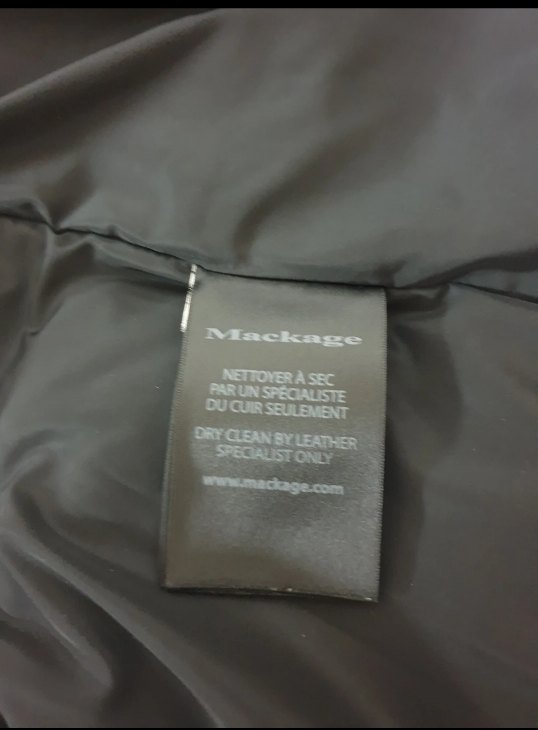 Mackage
NETTOYER À SEC
PAR UN SPÉCIALISTE
DU CUIR SEULEMENT
DRY CLEAN BY LEATHER
SPECIALIST ONLY
www.mackage.com